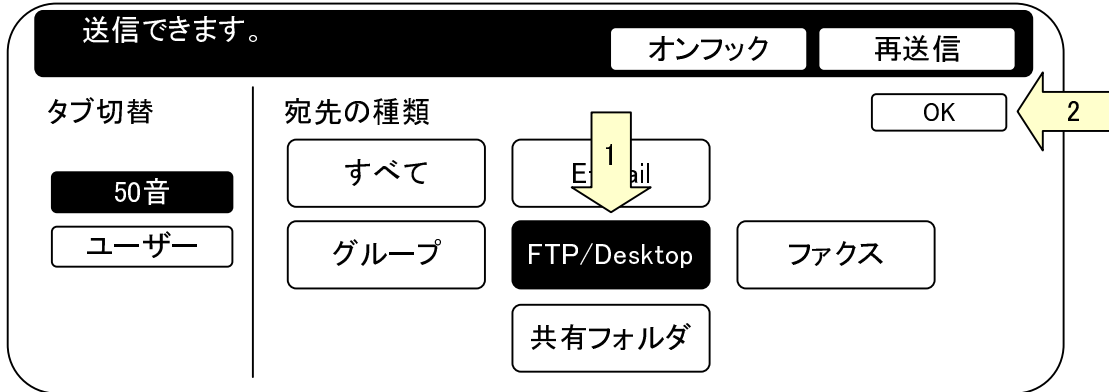 送信できます。
オンフック 再送信
タブ切替 宛先の種類 OK 2
1
すべて
50音
ユーザー グループ FTP/Desktop ファクス
共有フォルダ